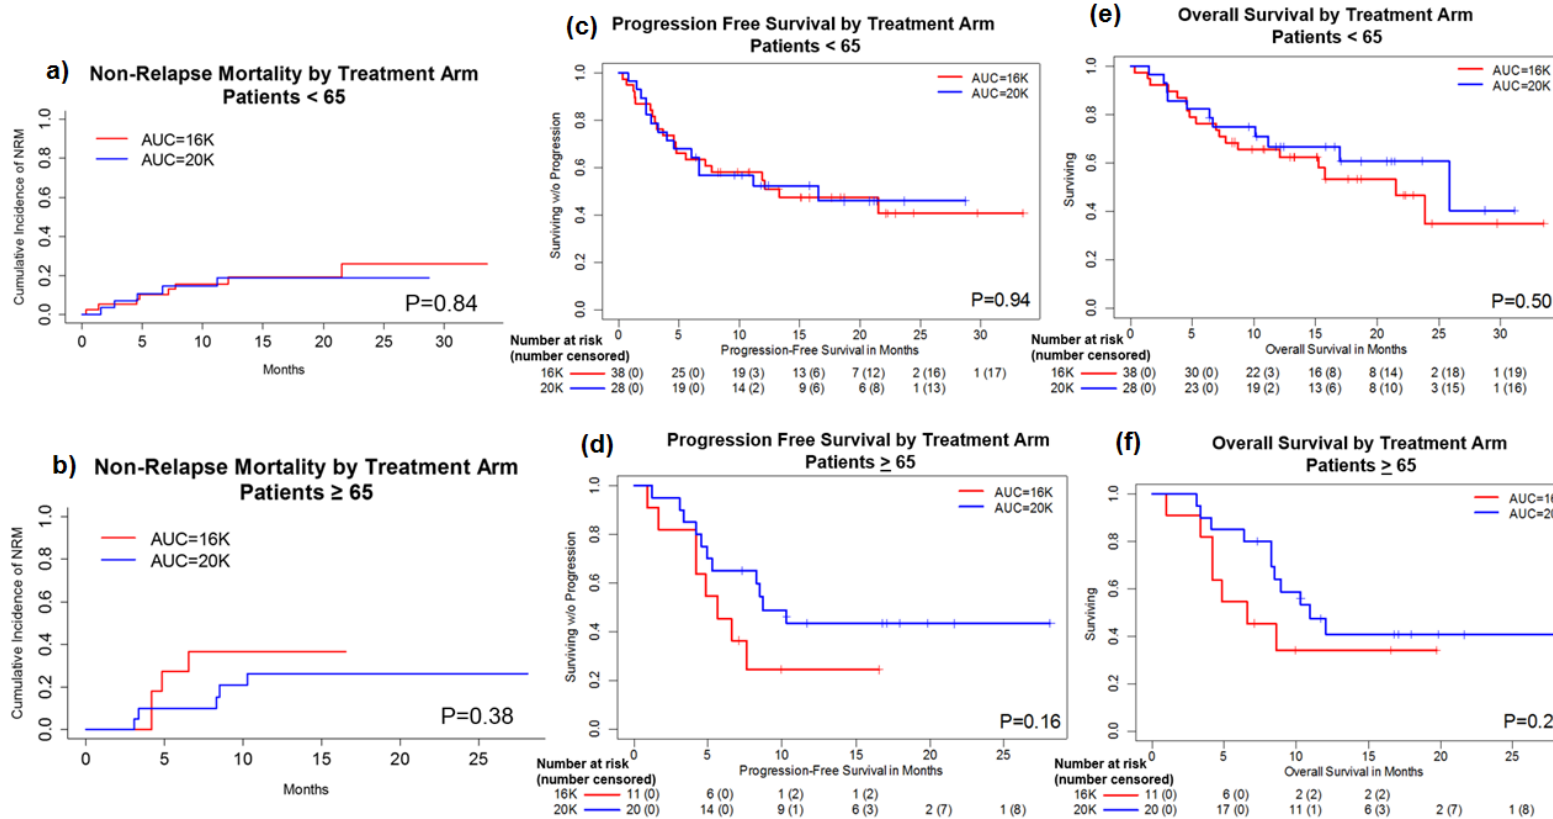 a)
Non-Relapse Mortality by Treatment Arm
Patients < 65
Cumulative Incidence of NRM
1.0
0.8
0.6
0.4
0.2
0.0
AUC=16K
AUC=20K
P=0.84
0 5 10 15 20 25 30
Months
(c)
Progression Free Survival by Treatment Arm
Patients < 65
Surviving w/o Progression
1.0
0.8
0.6
0.4
0.2
0.0
AUC=16K
AUC=20K
P=0.94
0 5 10 15 20 25 30
Progression-Free Survival in Months
Number at risk
(number censored)
16K 38 (0) 25 (0) 19 (3) 13 (6) 7 (12) 2 (16) 1 (17)
20K 28 (0) 19 (0) 14 (2) 9 (6) 6 (8) 1 (13)
(e)
Overall Survival by Treatment Arm
Patients < 65
Surviving
1.0
0.8
0.6
0.4
0.2
0.0
AUC=16K
AUC=20K
P=0.50
0 5 10 15 20 25 30
Overall Survival in Months
Number at risk
(number censored)
16K 38 (0) 30 (0) 22 (3) 16 (8) 8 (14) 2 (18) 1 (19)
20K 28 (0) 23 (0) 19 (2) 13 (6) 8 (10) 3 (15) 1 (16)
b)
Non-Relapse Mortality by Treatment Arm
Patients ≥ 65
Cumulative Incidence of NRM
1.0
0.8
0.6
0.4
0.2
0.0
AUC=16K
AUC=20K
P=0.38
0 5 10 15 20 25
Months
(d)
Progression Free Survival by Treatment Arm
Patients ≥ 65
Surviving w/o Progression
1.0
0.8
0.6
0.4
0.2
0.0
AUC=16K
AUC=20K
P=0.16
0 5 10 15 20 25
Progression-Free Survival in Months
Number at risk
(number censored)
16K 11 (0) 6 (0) 1 (2) 1 (2)
20K 20 (0) 14 (0) 9 (1) 6 (3) 2 (7) 1 (8)
(f)
Overall Survival by Treatment Arm
Patients ≥ 65
Surviving
1.0
0.8
0.6
0.4
0.2
0.0
AUC=16
AUC=20
P=0.2
0 5 10 15 20 25
Overall Survival in Months
Number at risk
(number censored)
16K 11 (0) 6 (0) 2 (2) 2 (2)
20K 20 (0) 17 (0) 11 (1) 6 (3) 2 (7) 1 (8)